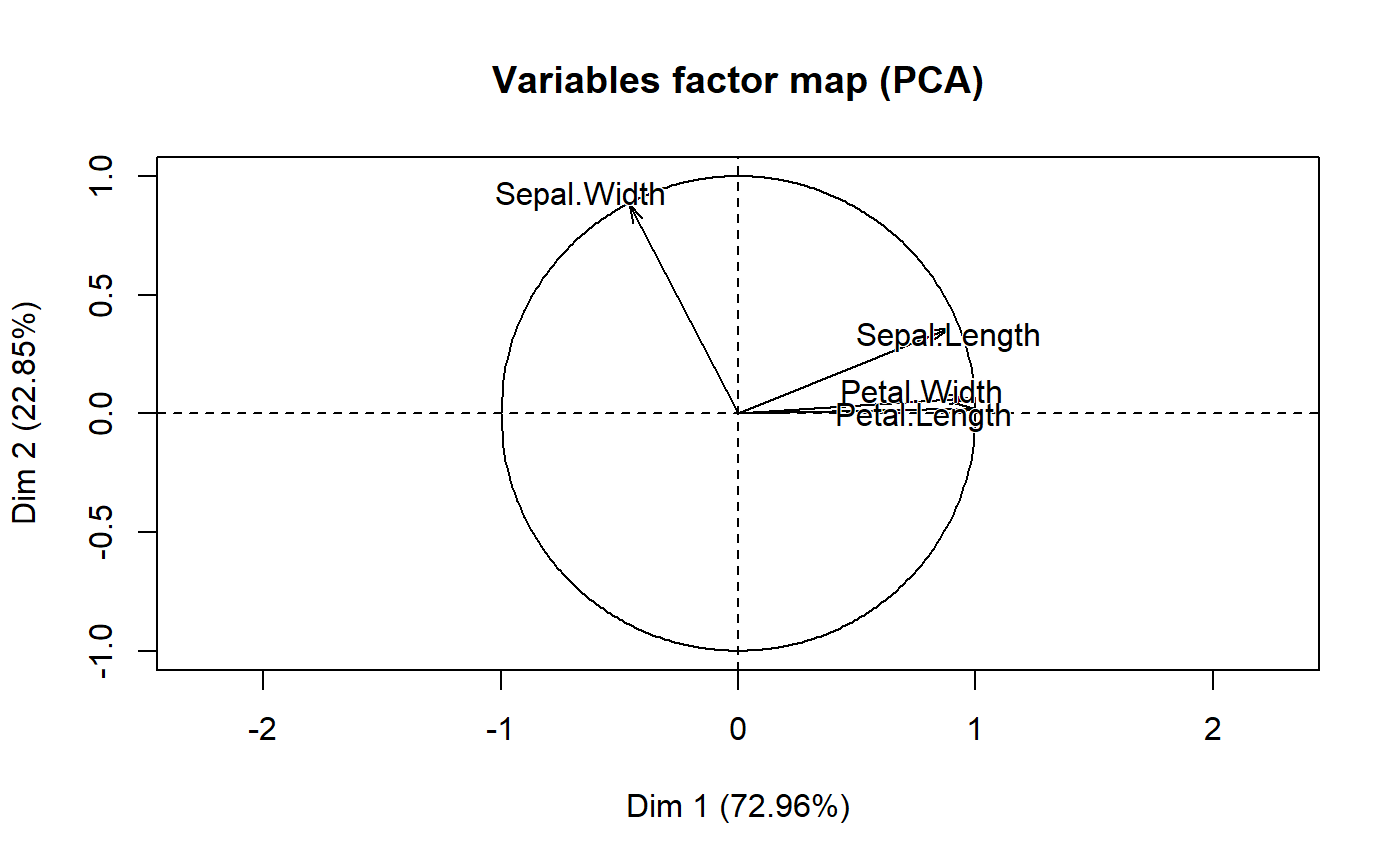 Variables factor map (PCA)
Dim 2 (22.85%)
1.0
0.5
0.0
-0.5
-1.0
Sepal.Width
Sepal.Length
Petal.Width
Petal.Length
-2
-1
0
1
2
Dim 1 (72.96%)